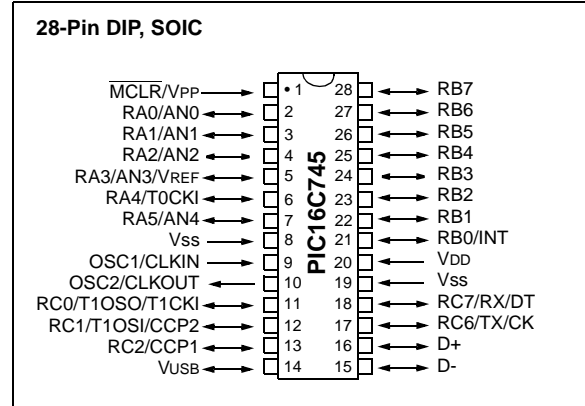 28-Pin DIP, SOIC
MCLR/VPP • 1 28 RB7
RA0/AN0 2 27 RB6
RA1/AN1 3 26 RB5
RA2/AN2 4 25 RB4
RA3/AN3/VREF 5 24 RB3
RA4/T0CKI 6 23 RB2
RA5/AN4 7 22 RB1
VSS 8 21 RB0/INT
OSC1/CLKIN 9 20 VDD
OSC2/CLKOUT 10 19 VSS
RC0/T1OSO/T1CKI 11 18 RC7/RX/DT
RC1/T1OSI/CCP2 12 17 RC6/TX/CK
RC2/CCP1 13 16 D+
VUSB 14 15 D-
PIC16C745